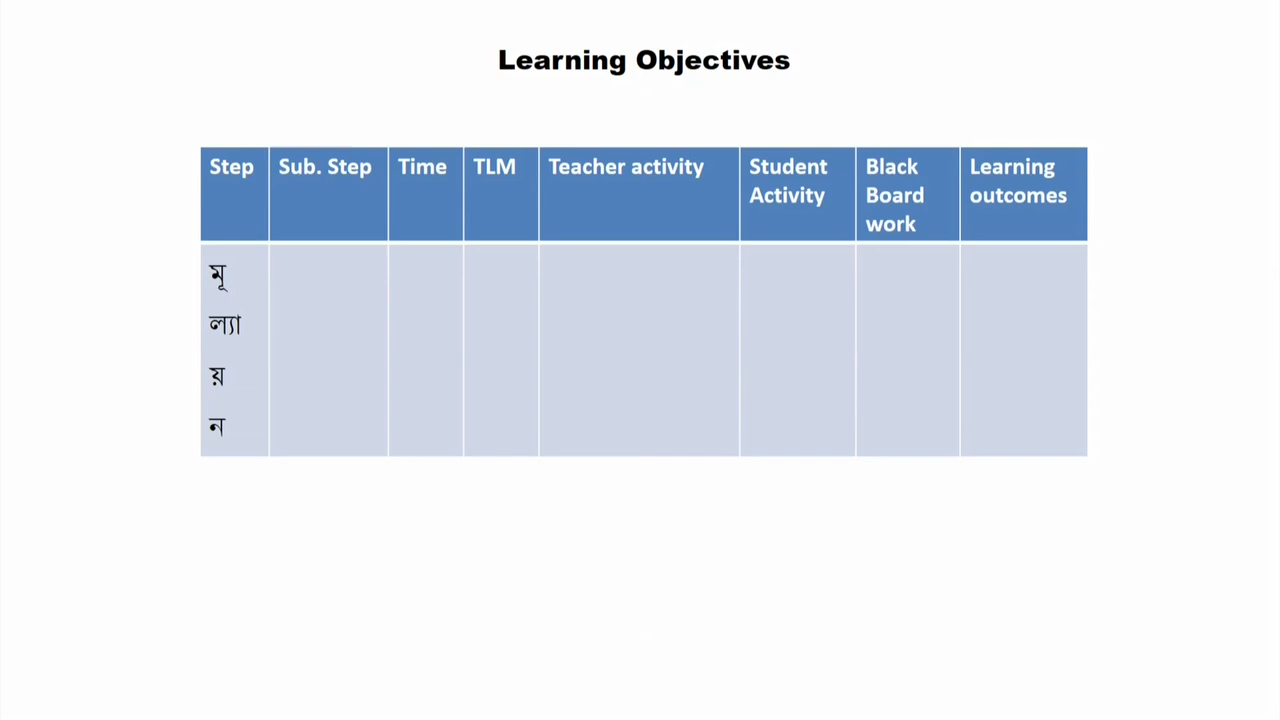 Learning Objectives
Step
Sub. Step
Time
TLM
Teacher activity
Student
Activity
Black
Board
work
Learning
outcomes
মূ
ল্যা
য়
ন